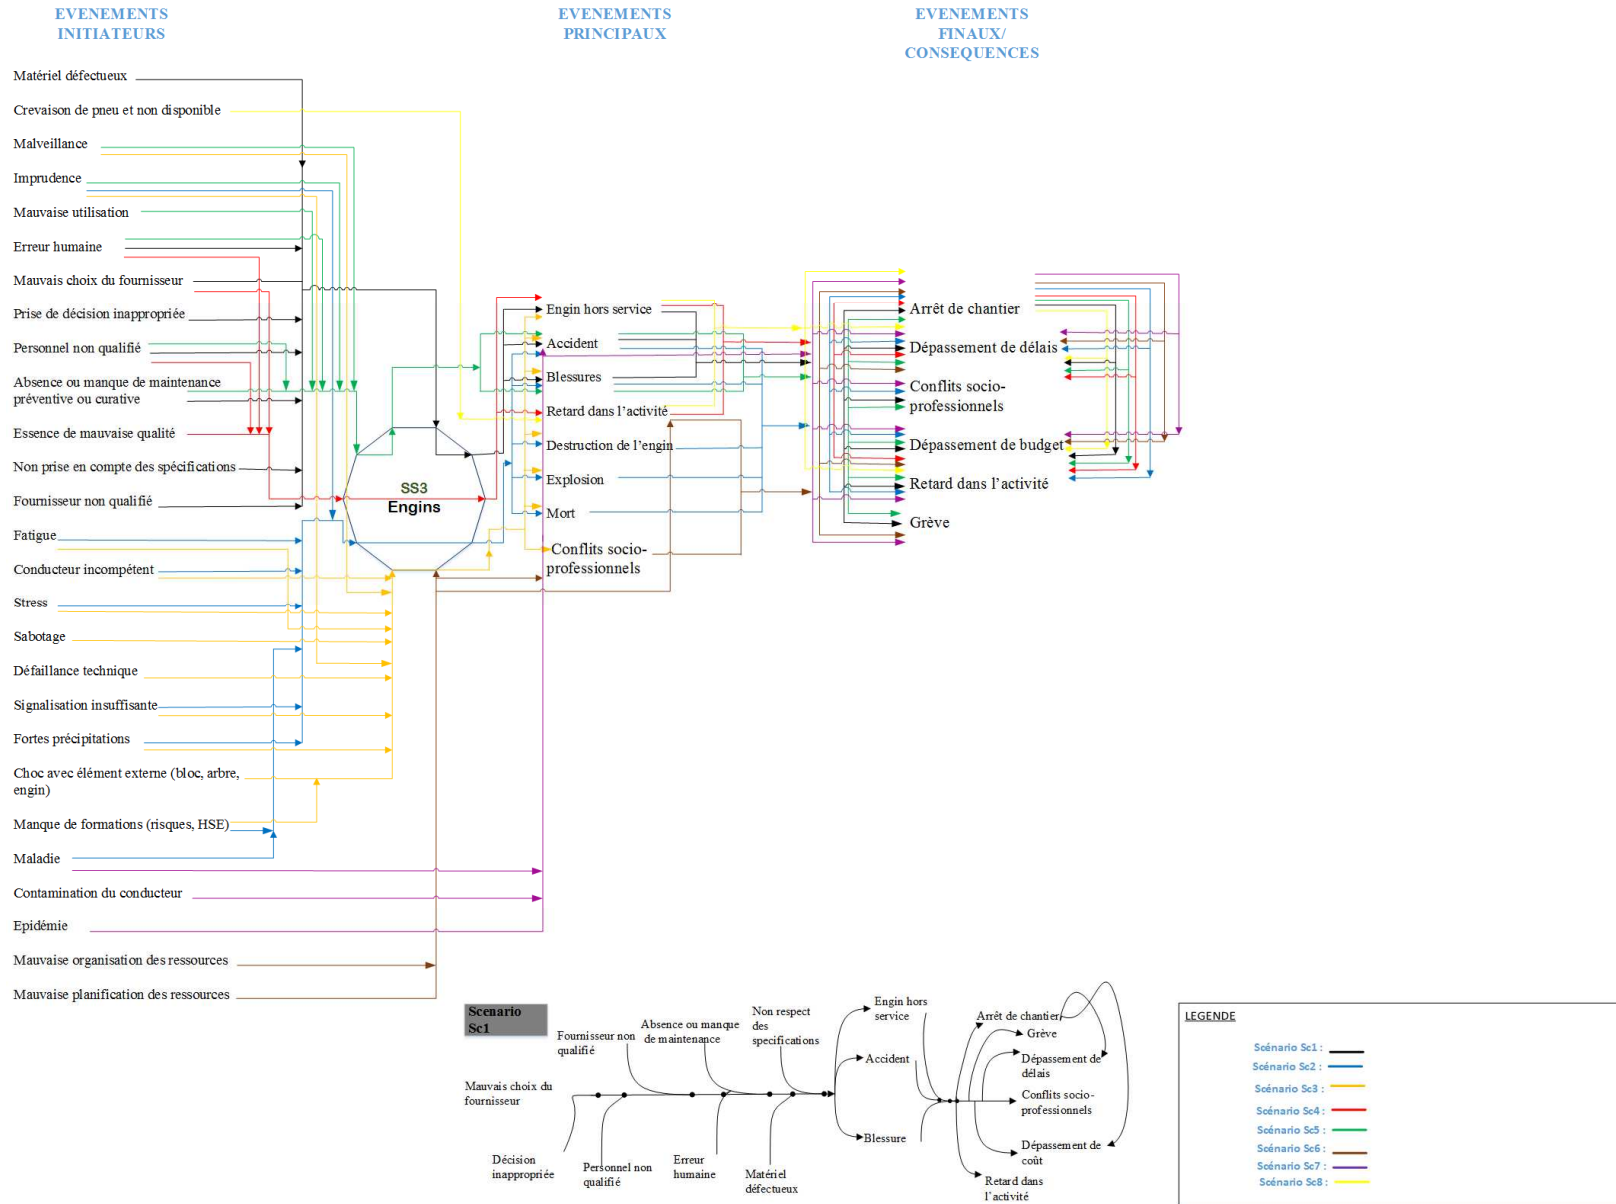 EVENEMENTS
INITIATEURS
EVENEMENTS
PRINCIPAUX
EVENEMENTS
FINAUX/
CONSEQUENCES
Matériel défectueux
Crevaison de pneu et non disponible
Malveillance
Imprudence
Mauvaise utilisation
Erreur humaine
Mauvais choix du fournisseur
Prise de décision inappropriée
Personnel non qualifié
Absence ou manque de maintenance
préventive ou curative
Essence de mauvaise qualité
Non prise en compte des spécifications
Fournisseur non qualifié
Fatigue
Conducteur incompétent
Stress
Sabotage
Défaillance technique
Signalisation insuffisante
Fortes précipitations
Choc avec élément externe (bloc, arbre,
engin)
Manque de formations (risques, HSE)
Maladie
Contamination du conducteur
Epidémie
Mauvaise organisation des ressources
Mauvaise planification des ressources
SS3
Engins
Engin hors service
Accident
Blessures
Retard dans l’activité
Destruction de l’engin
Explosion
Mort
Conflits socio-
professionnels
Arrêt de chantier
Dépassement de délais
Conflits socio-
professionnels
Dépassement de budget
Retard dans l’activité
Grève
Scenario
Sc1
Fournisseur non
qualifié
Absence ou manque
de maintenance
Non respect
des
specifications
Mauvais choix du
fournisseur
Décision
inappropriée
Personnel non
qualifié
Erreur
humaine
Matériel
défectueux
Engin hors
service
Accident
Blessure
Arrêt de chantier
Grève
Dépassement de
délais
Conflits socio-
professionnels
Dépassement de
coût
Retard dans
l’activité
LEGENDE
Scénario Sc1 :
Scénario Sc2 :
Scénario Sc3 :
Scénario Sc4 :
Scénario Sc5 :
Scénario Sc6 :
Scénario Sc7 :
Scénario Sc8 :